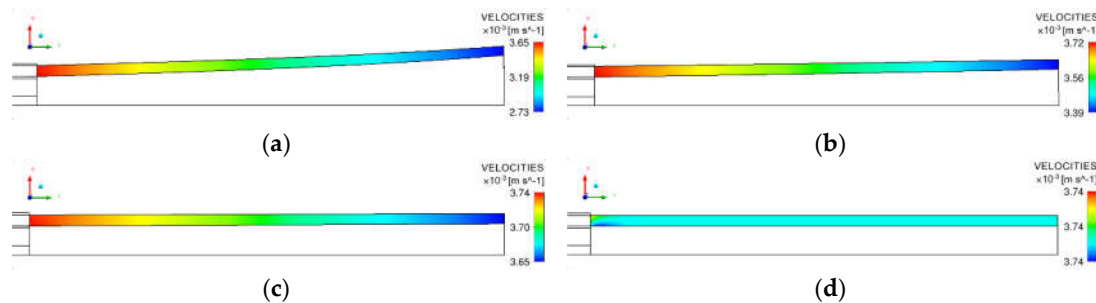 VELOCITIES
×10^-3 [m s^-1]
3.65
3.19
2.73
(a)
VELOCITIES
×10^-3 [m s^-1]
3.72
3.56
3.39
(b)
VELOCITIES
×10^-3 [m s^-1]
3.74
3.70
3.65
(c)
VELOCITIES
×10^-3 [m s^-1]
3.74
3.74
3.74
(d)